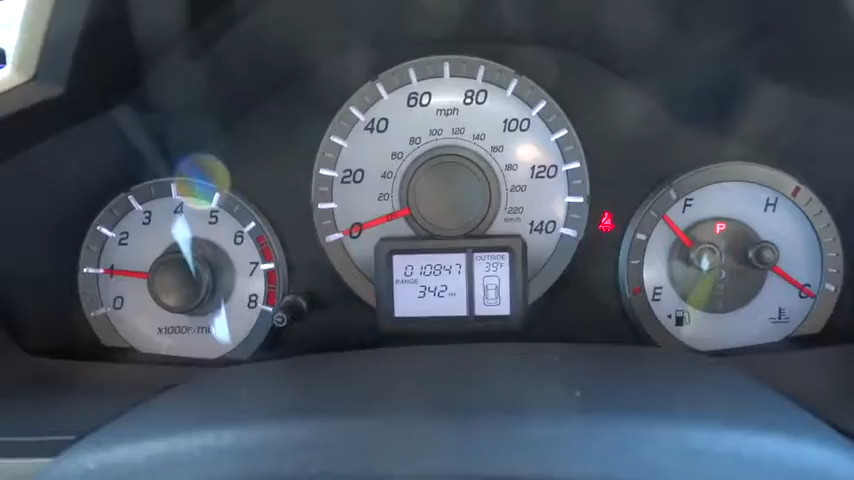 0 1 2 3 4 5 6 7 8
x1000r/min
0 20 40 60 80 100 120 140
mph
20 40 60 80 100 120 140 160 180 200 220
km/h
010847
RANGE
342 mi
OUTSIDE
39°F
F
E
P
H
C